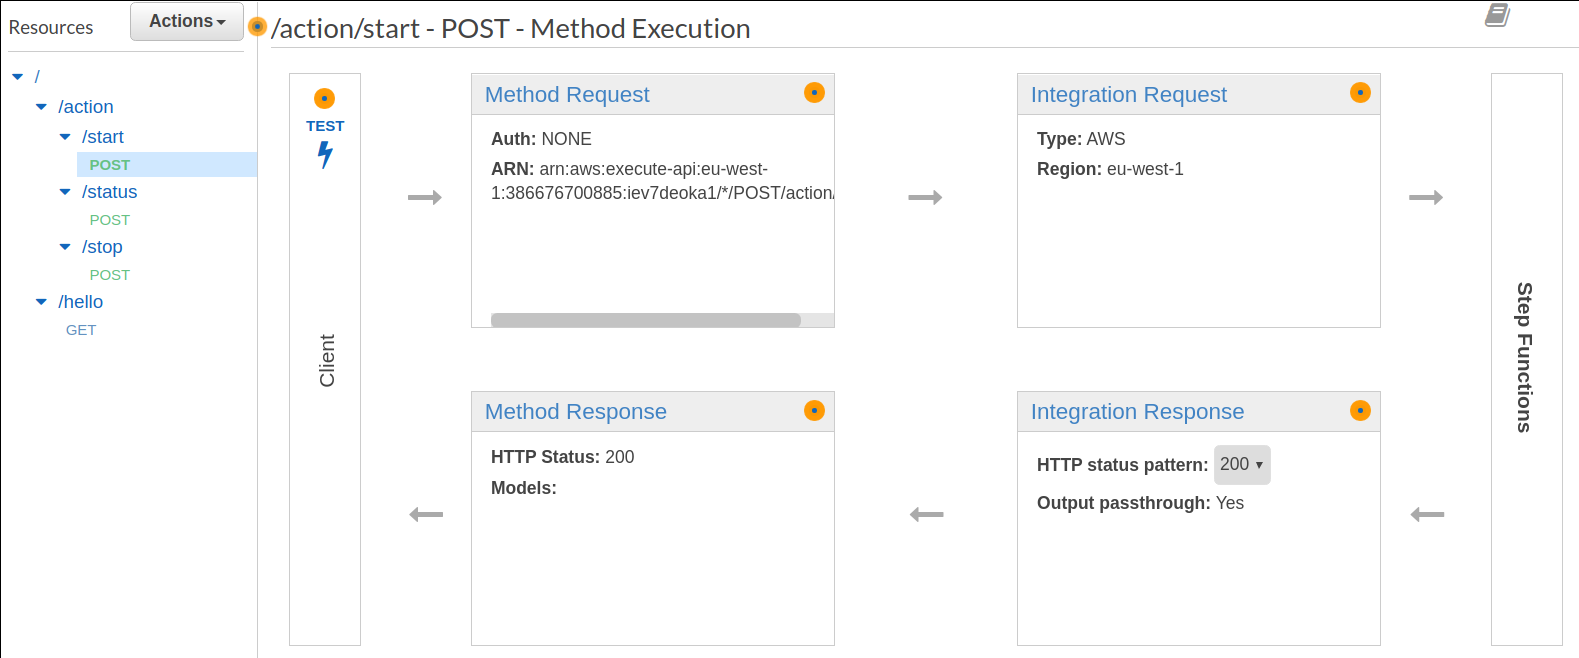 Resources
Actions
/
/action
/start
POST
/status
POST
/stop
POST
/hello
GET
/action/start - POST - Method Execution
TEST
Client
Method Request
Auth: NONE
ARN: arn:aws:execute-api:eu-west-
1:386676700885:iev7deoka1/*/POST/action/
Integration Request
Type: AWS
Region: eu-west-1
Step Functions
Method Response
HTTP Status: 200
Models:
Integration Response
HTTP status pattern: 200
Output passthrough: Yes